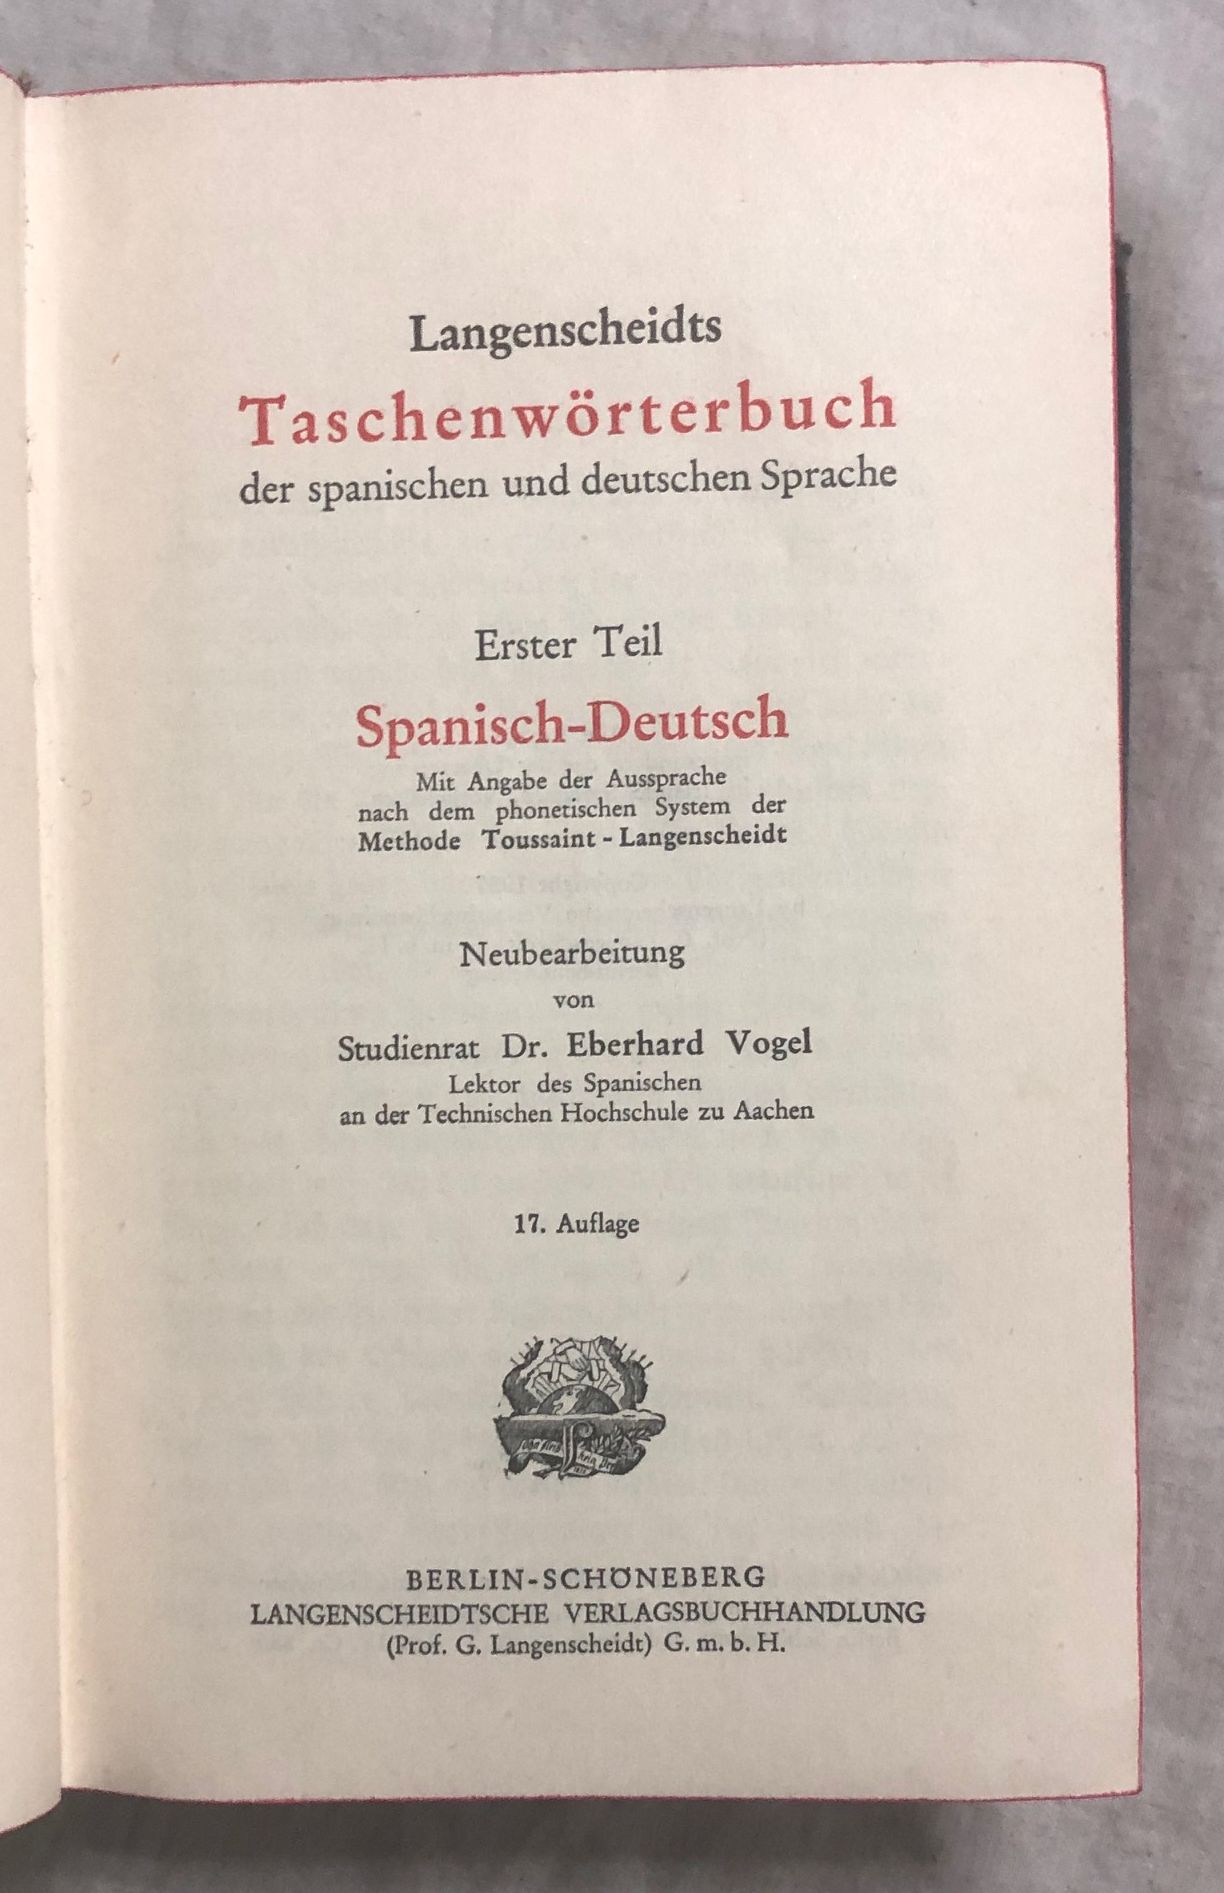 Langenscheidts
Taschenwörterbuch
der spanischen und deutschen Sprache
Erster Teil
Spanisch-Deutsch
Mit Angabe der Aussprache
nach dem phonetischen System der
Methode Toussaint-Langenscheidt
Neubearbeitung
von
Studienrat Dr. Eberhard Vogel
Lektor des Spanischen
an der Technischen Hochschule zu Aachen
17. Auflage
BERLIN-SCHÖNEBERG
LANGENSCHEIDTSCHE VERLAGSBUCHHANDLUNG
(Prof. G. Langenscheidt) G. m. b. H.